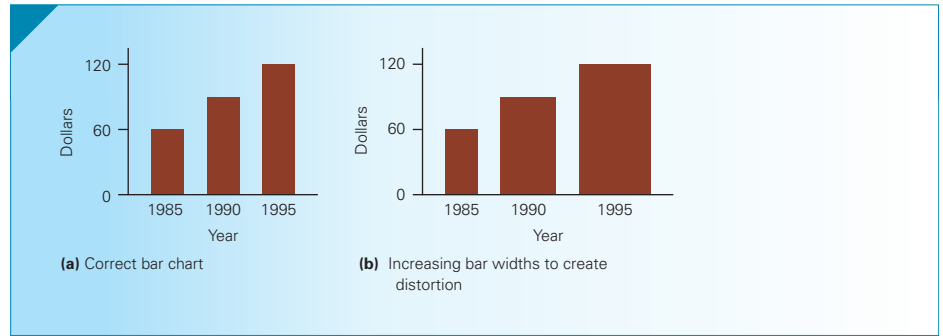 120
60
0
Dollars
1985 1990 1995
Year
(a) Correct bar chart
120
60
0
Dollars
1985 1990 1995
Year
(b) Increasing bar widths to create
distortion